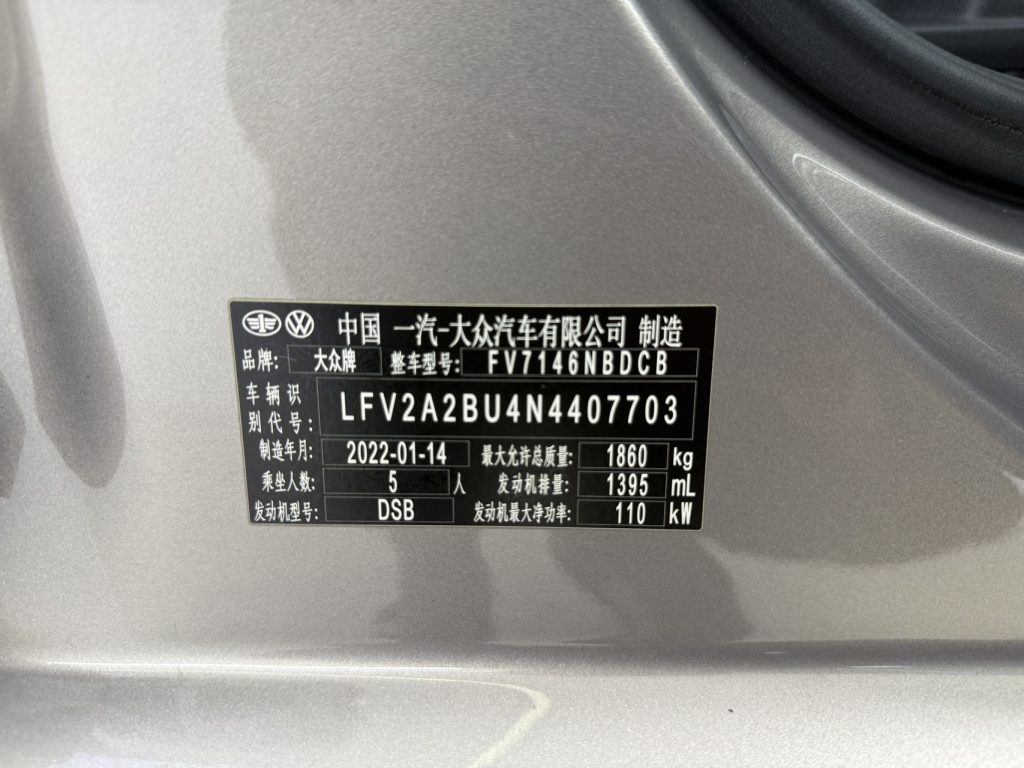 中国 一汽-大众汽车有限公司 制造
品牌: 大众牌 整车型号: FV7146NBDCB
车辆识别代号: LFV2A2BU4N4407703
制造年月: 2022-01-14 最大允许总质量: 1860 kg
乘坐人数: 5 人 发动机排量: 1395 mL
发动机型号: DSB 发动机最大净功率: 110 kW